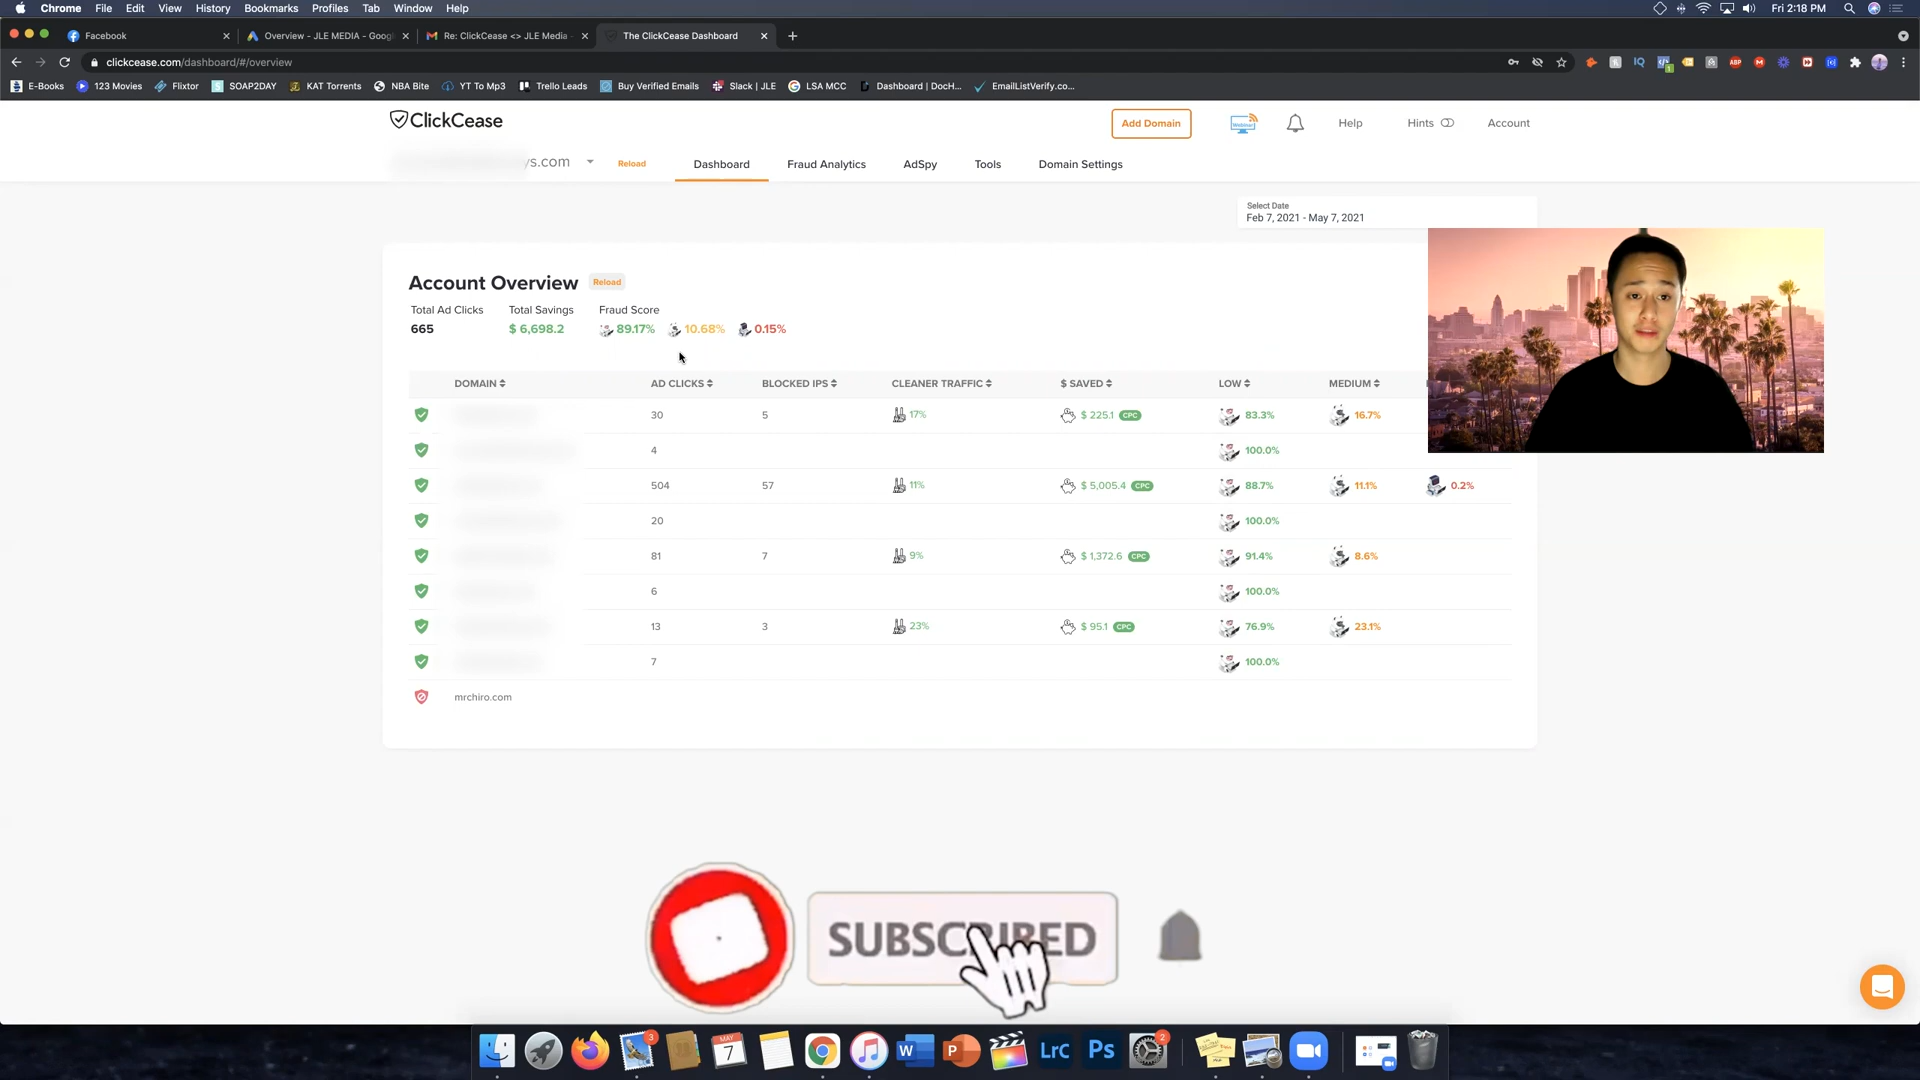 Chrome File Edit View History Bookmarks Profiles Tab Window Help Fri 2:18 PM
Facebook
Overview - JLE MEDIA - Goog
Re: ClickCease <> JLE Media -
The ClickCease Dashboard
clickcease.com/dashboard/#/overview
E-Books 123 Movies Flixtor SOAP2DAY KAT Torrents NBA Bite YT To Mp3 Trello Leads Buy Verified Emails Slack | JLE LSA MCC Dashboard | DocH... EmailListVerify.co...
ClickCease
Add Domain Help Hints Account
ys.com Reload Dashboard Fraud Analytics AdSpy Tools Domain Settings
Select Date
Feb 7, 2021 - May 7, 2021
Account Overview Reload
Total Ad Clicks Total Savings Fraud Score
665 $ 6,698.2 89.17% 10.68% 0.15%
DOMAIN AD CLICKS BLOCKED IPS CLEANER TRAFFIC $ SAVED LOW MEDIUM
30 5 17% $ 225.1 CPC 83.3% 16.7%
4 100.0%
504 57 11% $ 5,005.4 CPC 88.7% 11.1% 0.2%
20 100.0%
81 7 9% $ 1,372.6 CPC 91.4% 8.6%
6 100.0%
13 3 23% $ 95.1 CPC 76.9% 23.1%
7 100.0%
mrchiro.com
SUBSCRIBED
3 MAY 7 W P LrC Ps 2